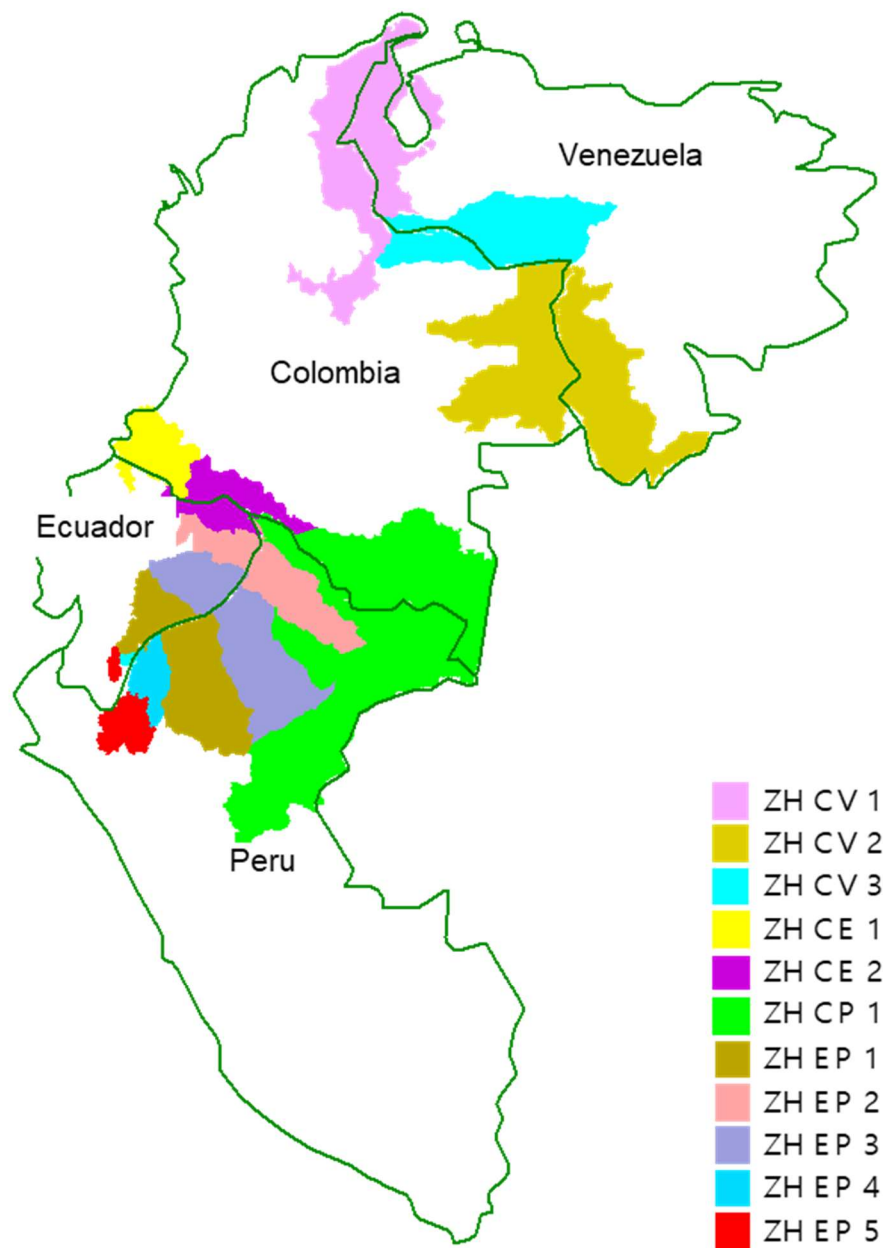 Venezuela
Colombia
Ecuador
Peru
ZH CV 1
ZH CV 2
ZH CV 3
ZH CE 1
ZH CE 2
ZH CP 1
ZH EP 1
ZH EP 2
ZH EP 3
ZH EP 4
ZH EP 5